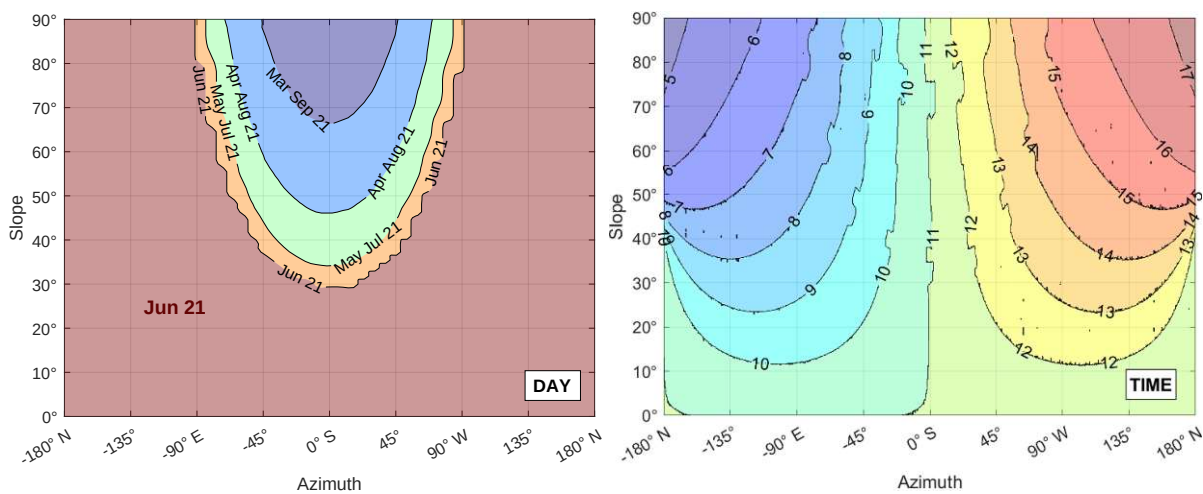 90°
80°
70°
60°
50°
40°
30°
20°
10°
0°
Slope
Jun 21
May Jul 21
Apr Aug 21
Mar Sep 21
Apr Aug 21
Jun 21
May Jul 21
Jun 21
Jun 21
DAY
-180° N
-135°
-90° E
-45°
0° S
45°
90° W
135°
-180° N
Azimuth
90°
80°
70°
60°
50°
40°
30°
20°
10°
0°
Slope
5
6
8
6
10
11
12
15
17
6
7
7
8
10
8
9
10
10
11
12
13
14
16
15
15
14
14
13
13
13
12
12
TIME
-180° N
-135°
-90° E
-45°
0° S
45°
90° W
135°
-180° N
Azimuth